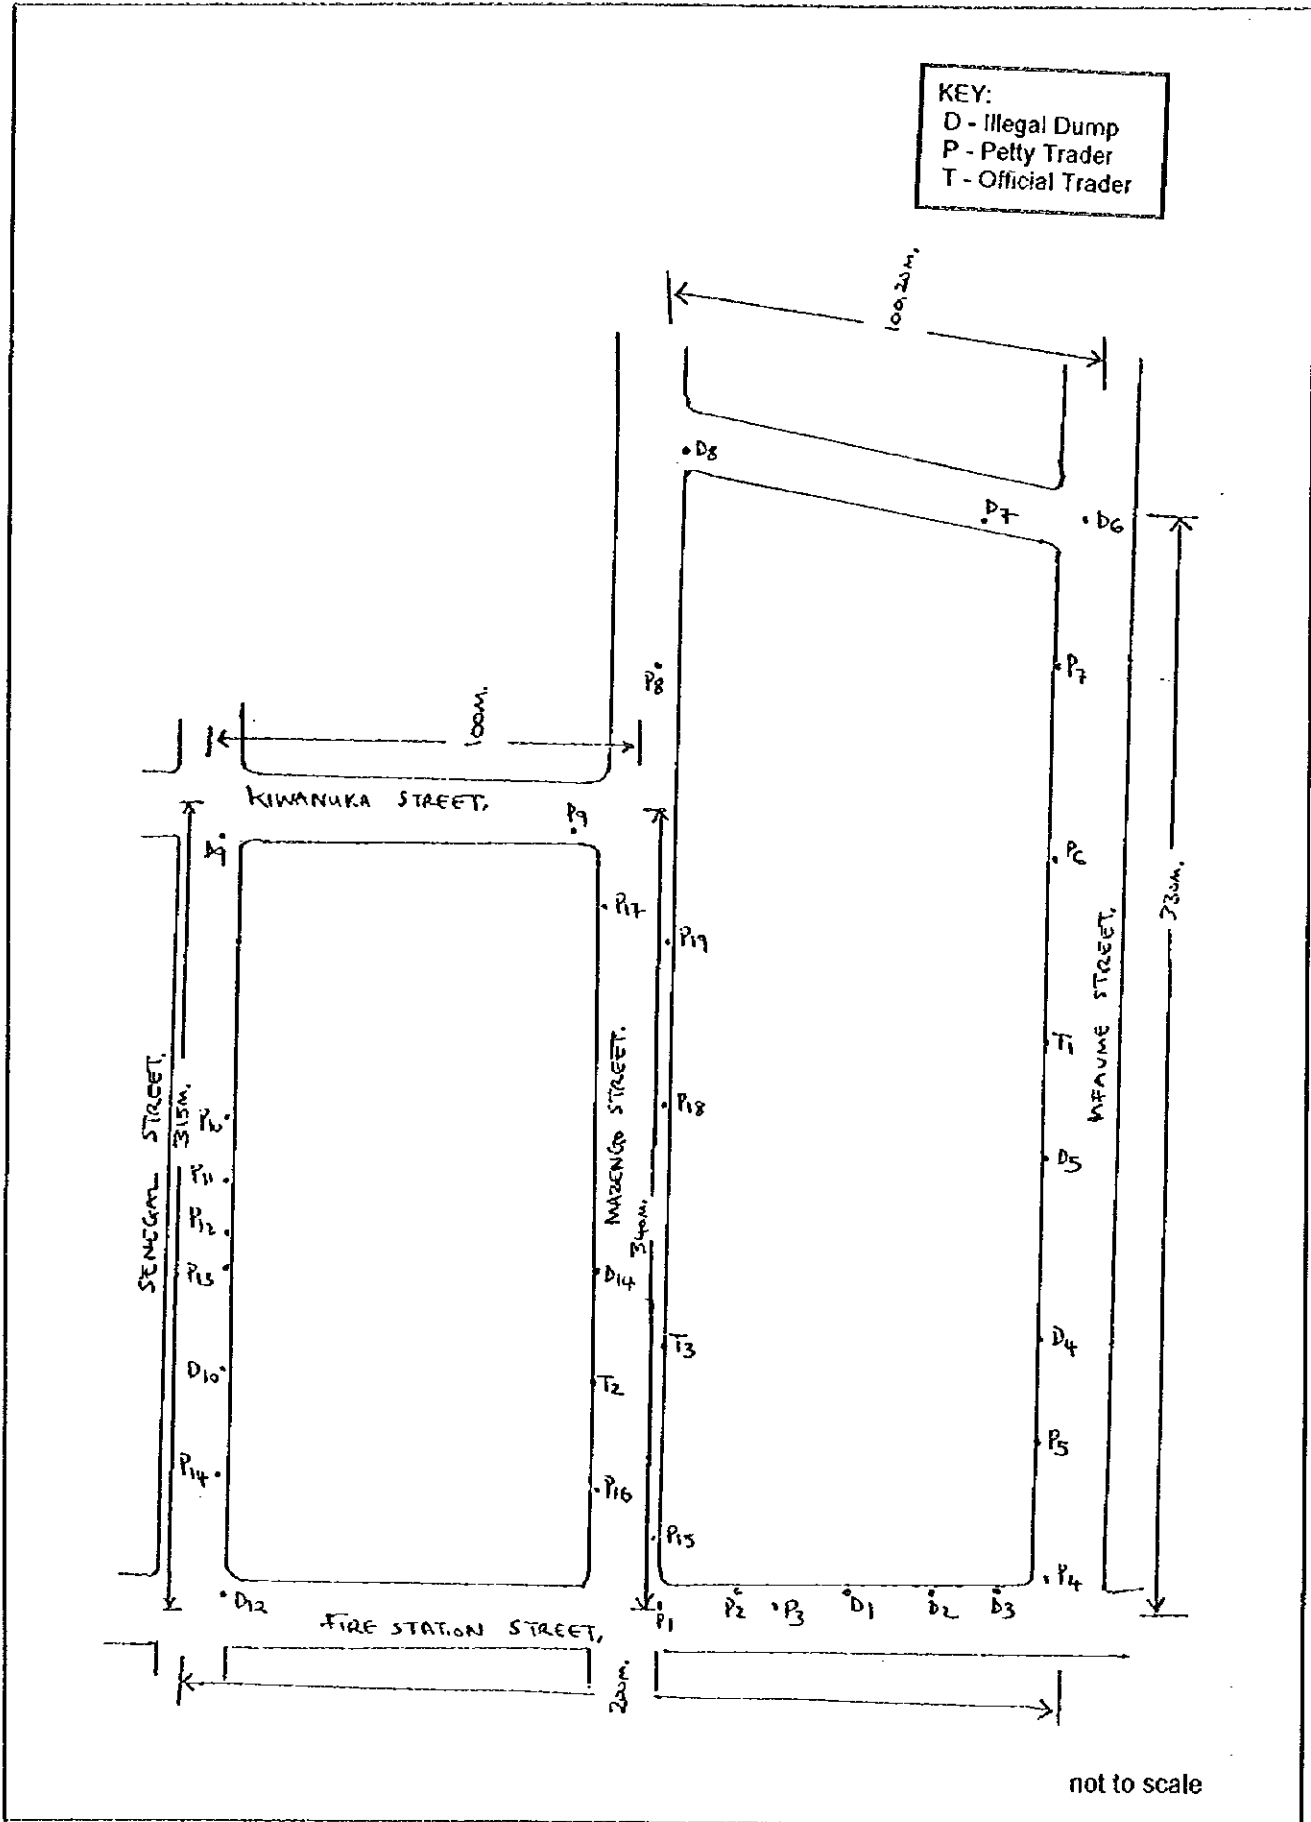 KEY:
D - Illegal Dump
P - Petty Trader
T - Official Trader
100,20m.
D8
D7
D6
P8
P7
100m.
KIWANUKA STREET.
P9
D9
P6
P17
P19
330m.
MFAUME STREET.
T1
SENEGAL STREET.
315m.
MAZENGO STREET.
340m.
P10
P18
P11
D5
P12
P13
D14
D10
T3
D4
T2
P14
P5
P16
P15
D12
P1
P2
P3
D1
D2
D3
P4
FIRE STATION STREET.
not to scale